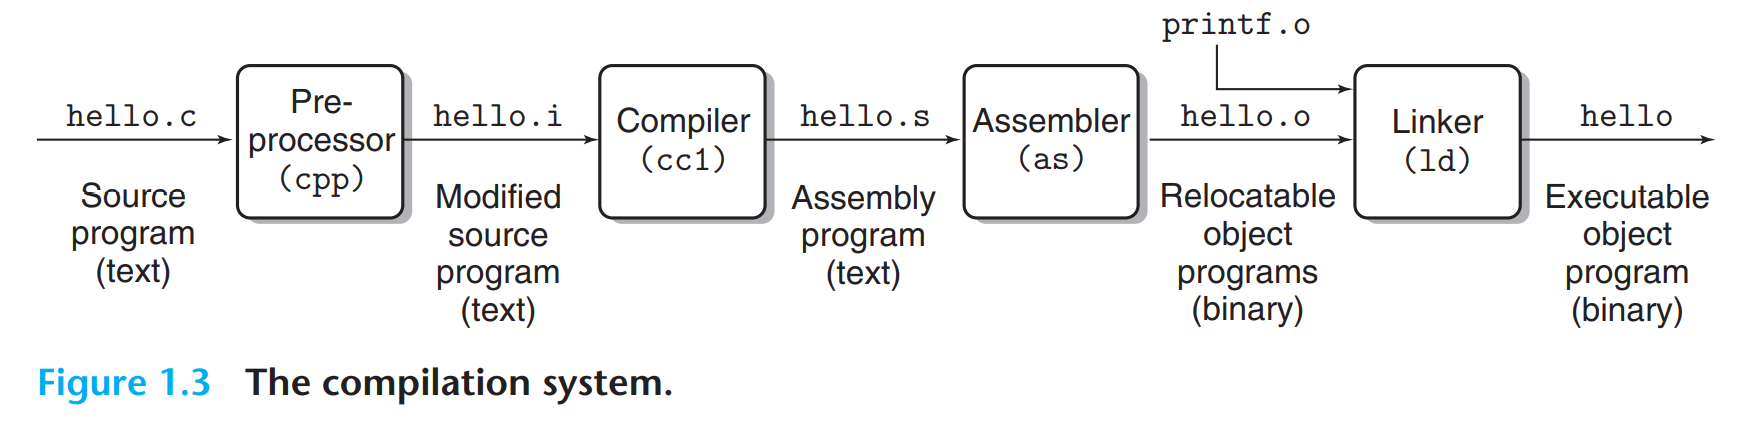 printf.o
hello.c
Pre-
processor
(cpp)
hello.i
Compiler
(cc1)
hello.s
Assembler
(as)
hello.o
Linker
(ld)
hello
Source
program
(text)
Modified
source
program
(text)
Assembly
program
(text)
Relocatable
object
programs
(binary)
Executable
object
program
(binary)
Figure 1.3 The compilation system.